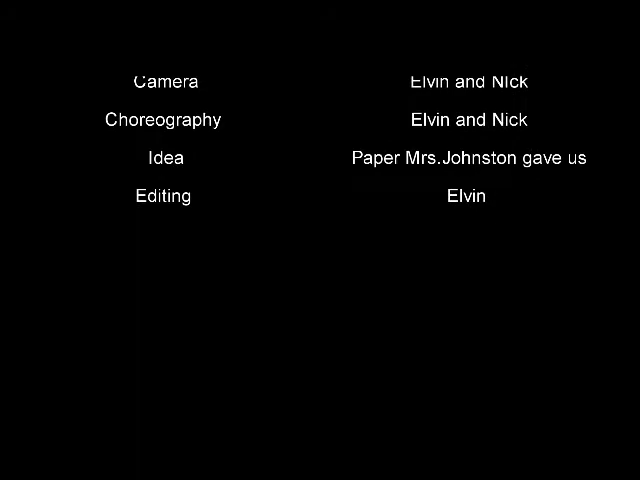 Camera Elvin and NIck
Choreography Elvin and Nick
Idea Paper Mrs.Johnston gave us
Editing Elvin